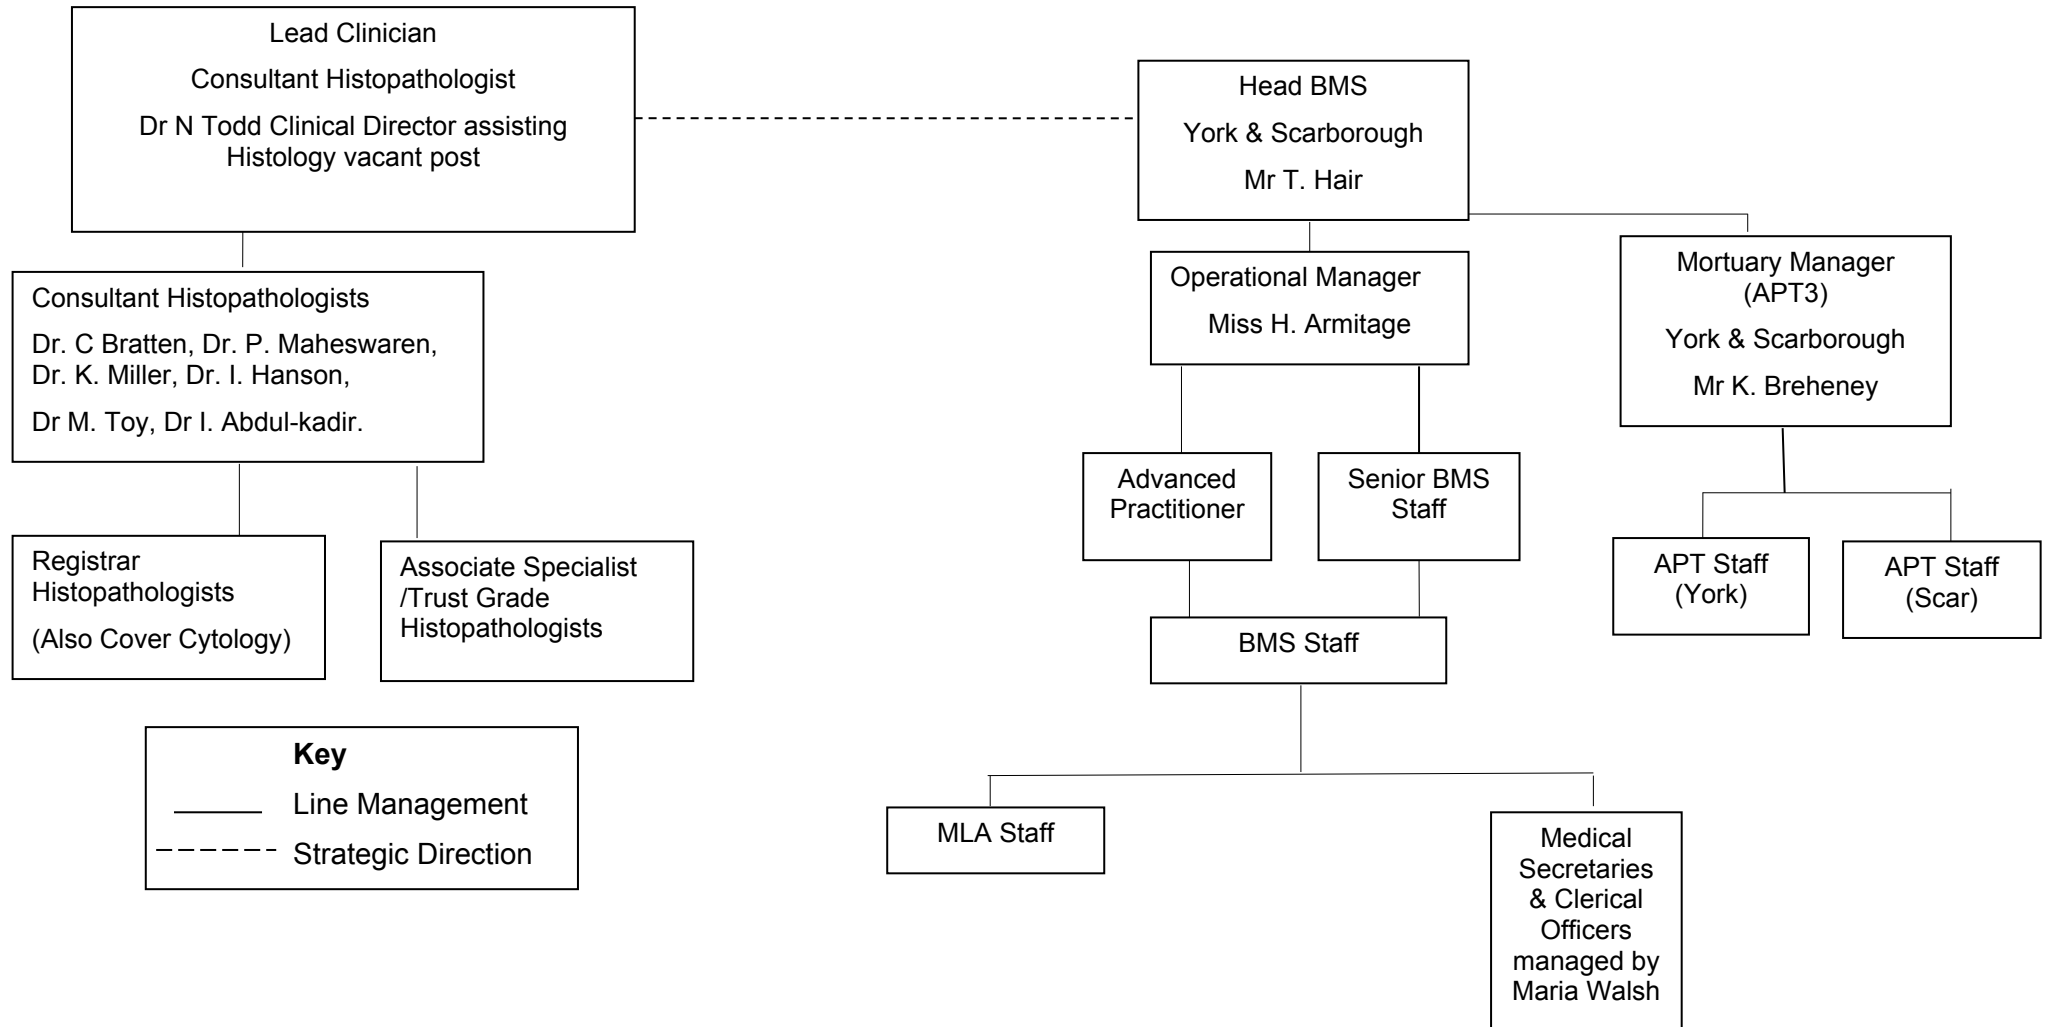 Lead Clinician
Consultant Histopathologist
Dr N Todd Clinical Director assisting
Histology vacant post
Head BMS
York & Scarborough
Mr T. Hair
Consultant Histopathologists
Dr. C Bratten, Dr. P. Maheswaren,
Dr. K. Miller, Dr. I. Hanson,
Dr M. Toy, Dr I. Abdul-kadir.
Operational Manager
Miss H. Armitage
Mortuary Manager
(APT3)
York & Scarborough
Mr K. Breheney
Registrar
Histopathologists
(Also Cover Cytology)
Associate Specialist
/Trust Grade
Histopathologists
Advanced
Practitioner
Senior BMS
Staff
APT Staff
(York)
APT Staff
(Scar)
BMS Staff
Key
Line Management
Strategic Direction
MLA Staff
Medical
Secretaries
& Clerical
Officers
managed by
Maria Walsh